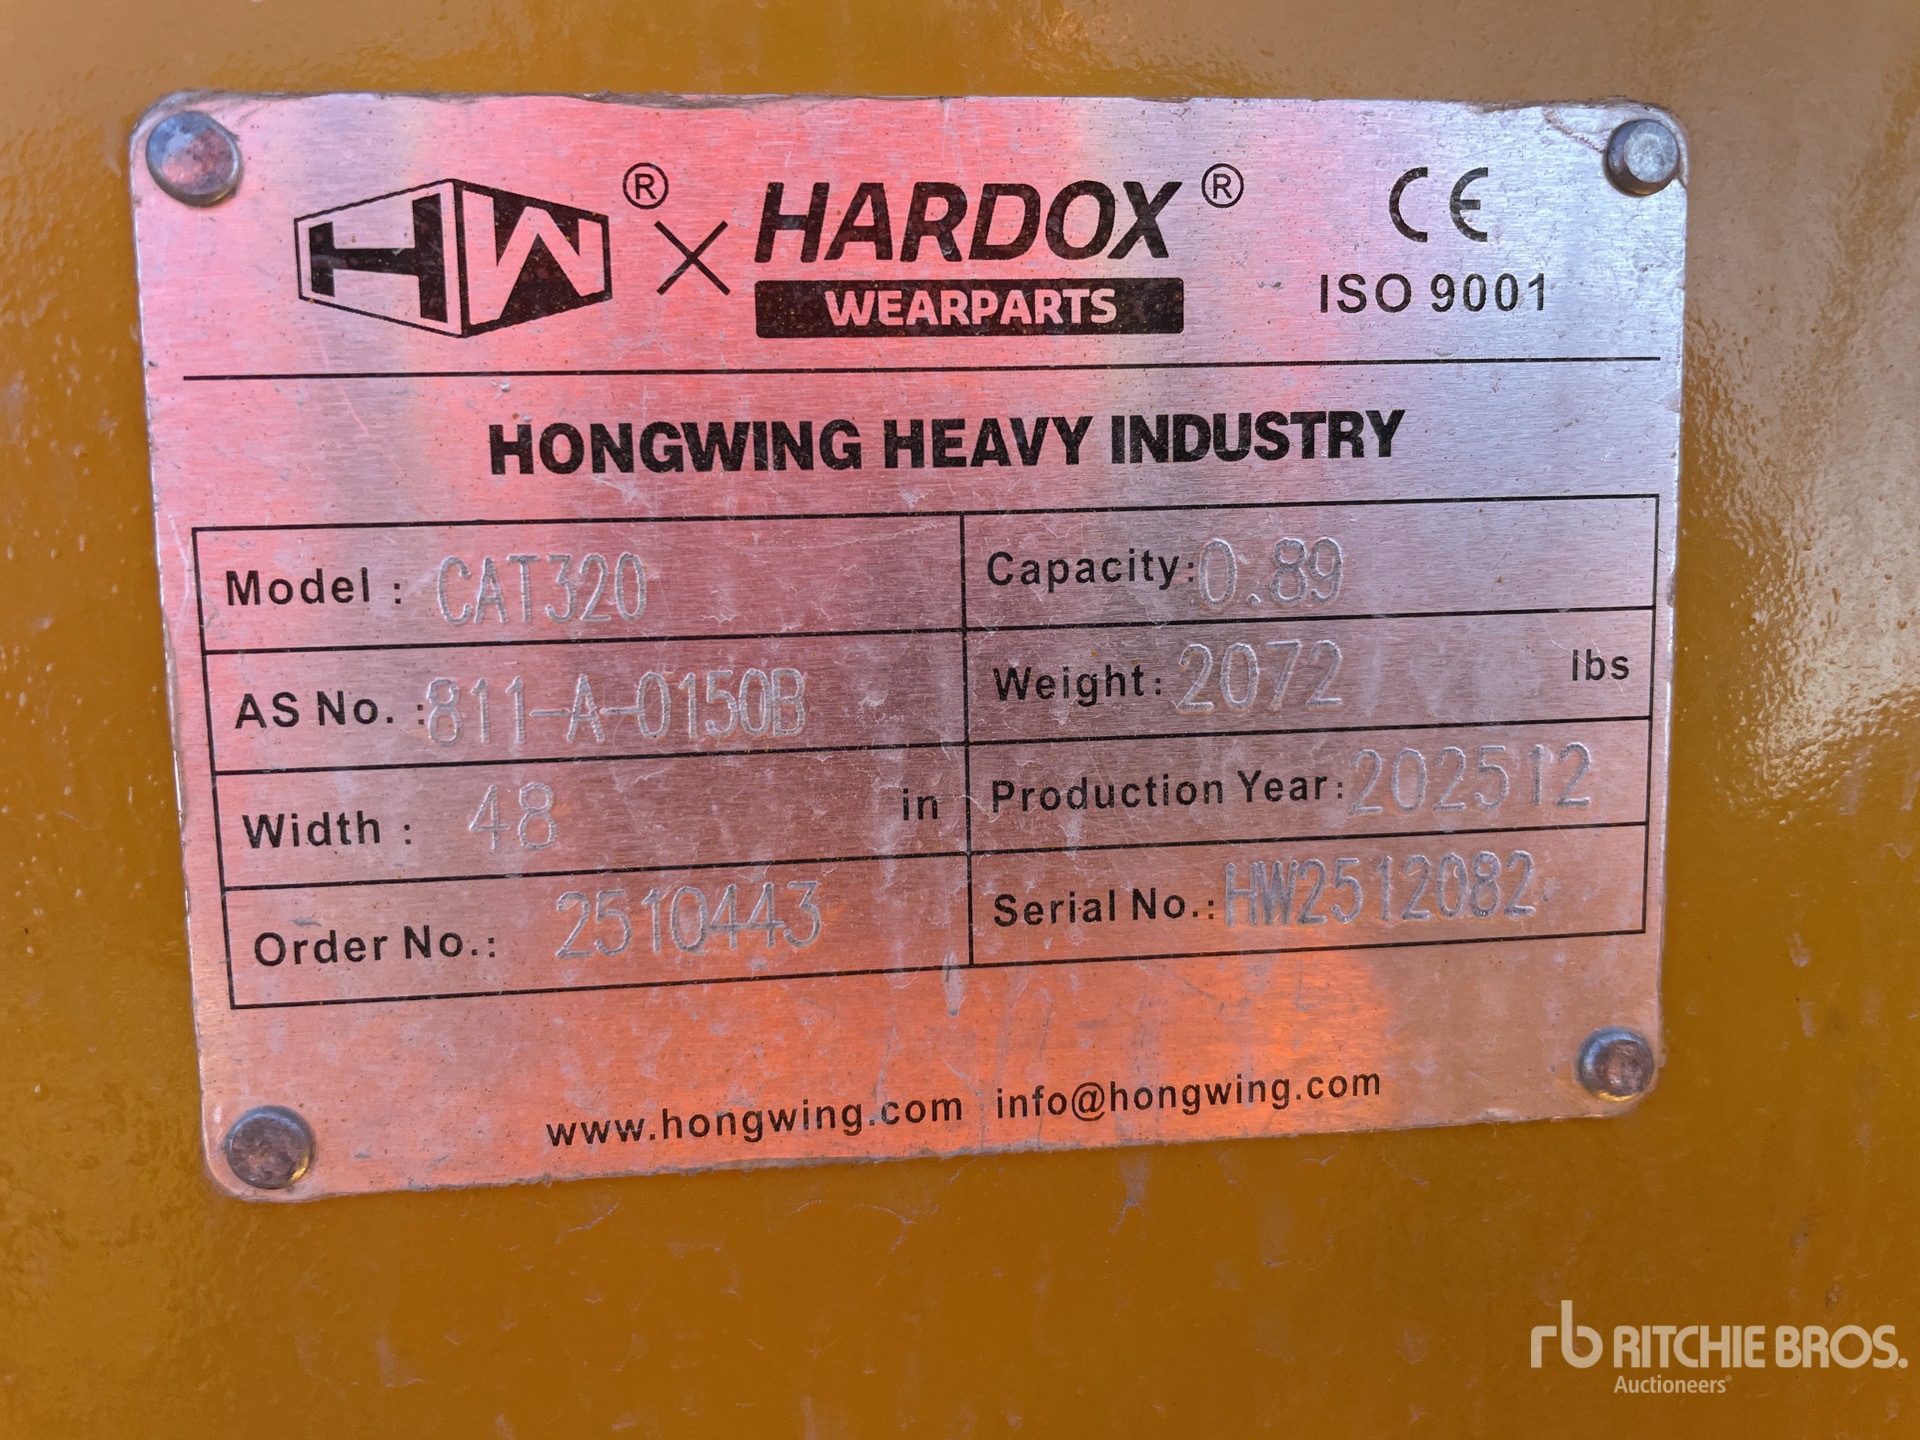 HW® × HARDOX® CE
WEARPARTS ISO 9001
HONGWING HEAVY INDUSTRY
Model : CAT320 Capacity: 0.89
AS No. : 811-A-0150B Weight: 2072 lbs
Width : 48 in Production Year: 202512
Order No.: 2510443 Serial No.: HW2512082
www.hongwing.com info@hongwing.com
rb RITCHIE BROS.
Auctioneers